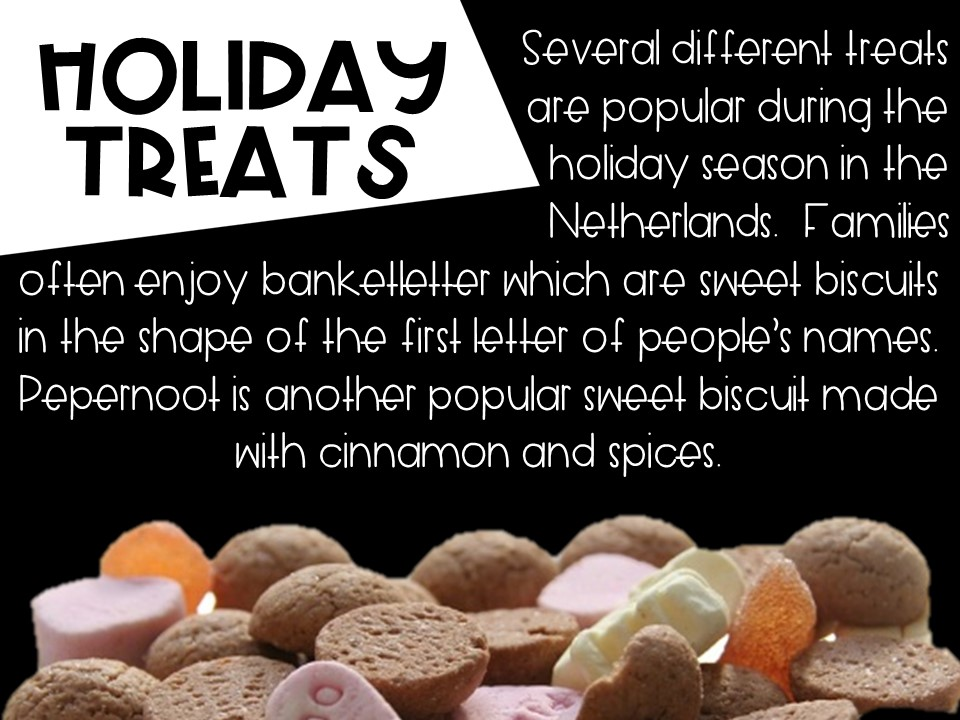 HOLIDAY
TREATS
Several different treats
are popular during the
holiday season in the
Netherlands. Families
often enjoy banketletter which are sweet biscuits
in the shape of the first letter of people's names.
Pepernoot is another popular sweet biscuit made
with cinnamon and spices.